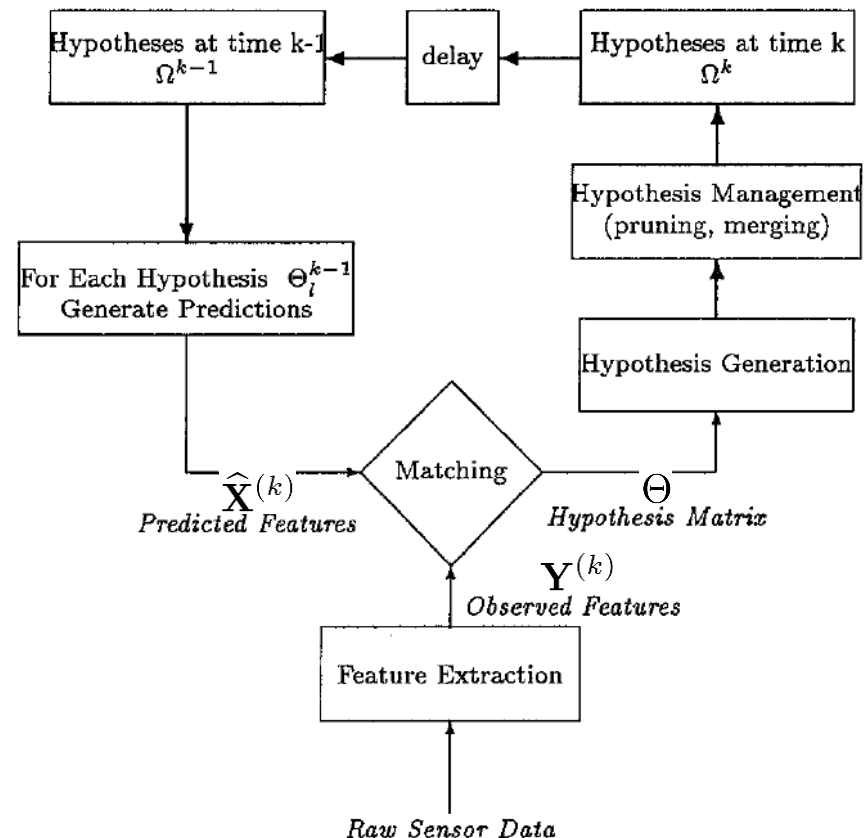 Hypotheses at time k-1
Ω^{k−1}
delay
Hypotheses at time k
Ω^k
Hypothesis Management
(pruning, merging)
For Each Hypothesis Θ_l^{k−1}
Generate Predictions
Hypothesis Generation
Matching
X̂^{(k)}
Predicted Features
Θ
Hypothesis Matrix
Y^{(k)}
Observed Features
Feature Extraction
Raw Sensor Data